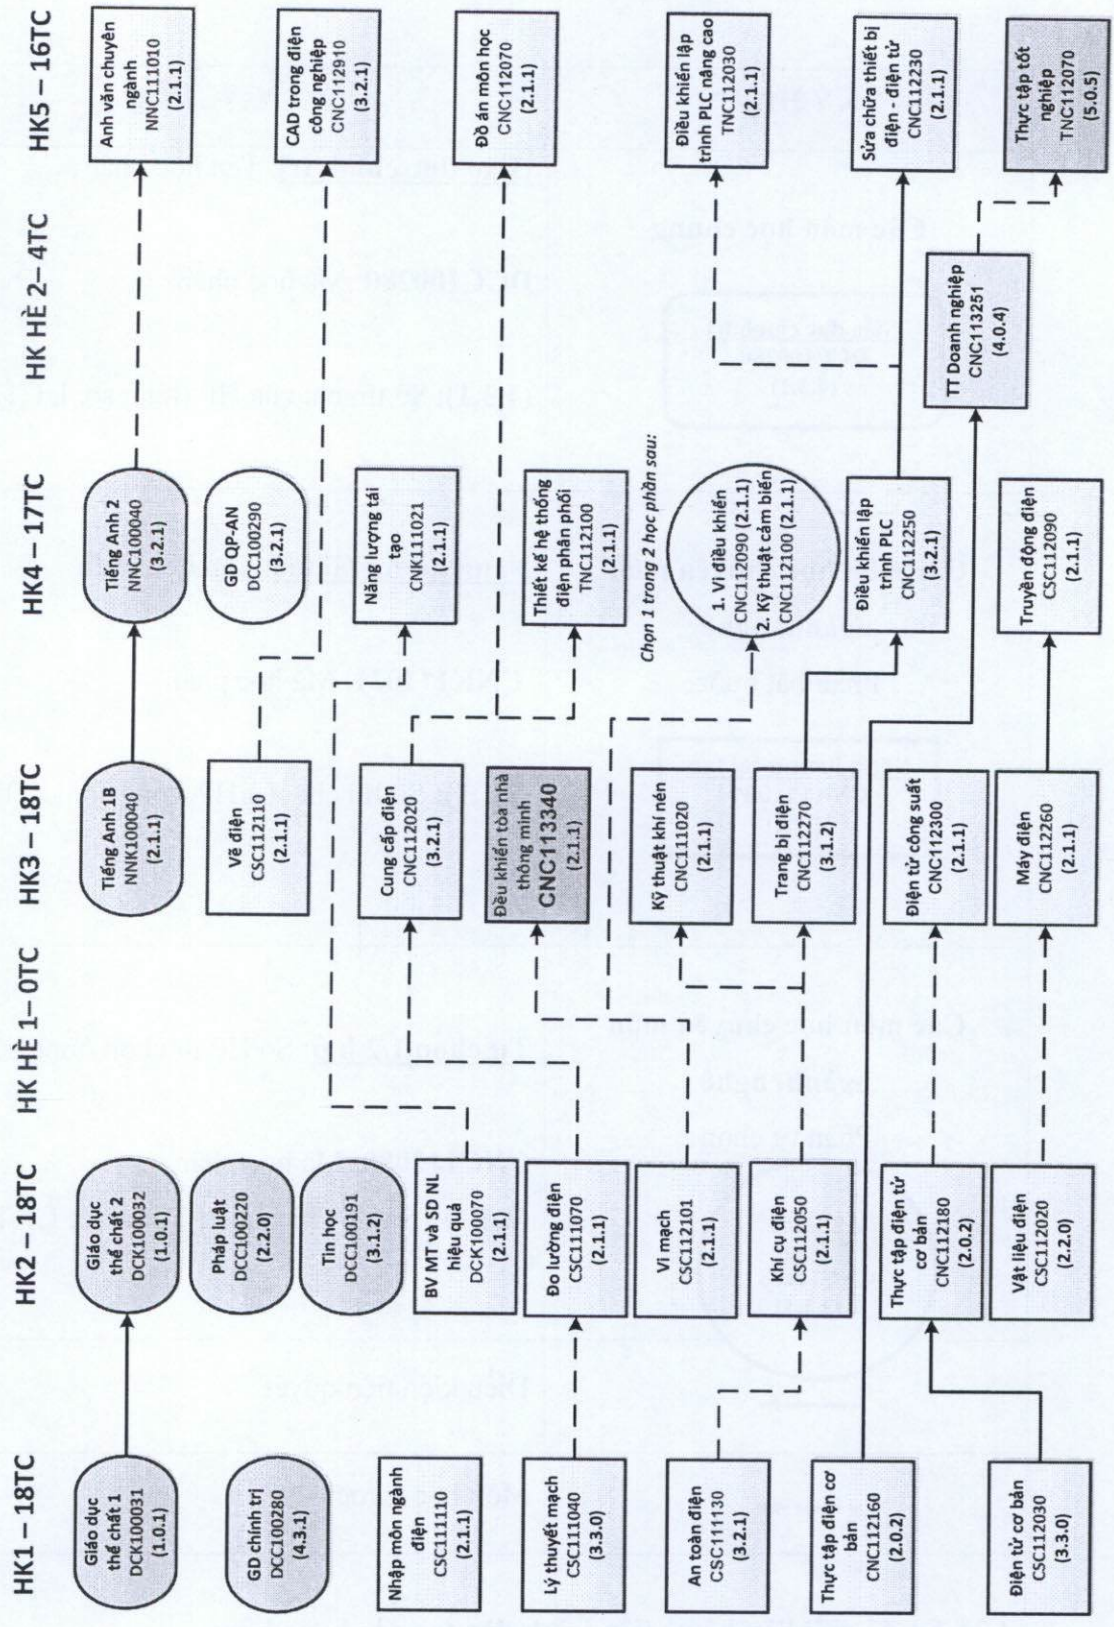 HK1 – 18TC
HK2 – 18TC
HK HÈ 1– 0TC
HK3 – 18TC
HK4 – 17TC
HK HÈ 2– 4TC
HK5 – 16TC
Giáo dục
thể chất 1
DCK100031
(1.0.1)
GD chính trị
DCC100280
(4.3.1)
Nhập môn ngành
điện
CSC111110
(2.1.1)
Lý thuyết mạch
CSC111040
(3.3.0)
An toàn điện
CSC111130
(3.2.1)
Thực tập điện cơ
bản
CNC112160
(2.0.2)
Điện tử cơ bản
CSC112030
(3.3.0)
Giáo dục
thể chất 2
DCK100032
(1.0.1)
Pháp luật
DCC100220
(2.2.0)
Tin học
DCC100191
(3.1.2)
BV MT và SD NL
hiệu quả
DCK100070
(2.1.1)
Đo lường điện
CSC111070
(2.1.1)
Vi mạch
CSC112101
(2.1.1)
Khí cụ điện
CSC112050
(2.1.1)
Thực tập điện tử
cơ bản
CNC112180
(2.0.2)
Vật liệu điện
CSC112020
(2.2.0)
Tiếng Anh 1B
NNK100040
(2.1.1)
Vẽ điện
CSC112110
(2.1.1)
Cung cấp điện
CNC112020
(3.2.1)
Đều khiển toà nhà
thông minh
CNC113340
(2.1.1)
Kỹ thuật khí nén
CNC111020
(2.1.1)
Trang bị điện
CNC112270
(3.1.2)
Điện tử công suất
CNC112300
(2.1.1)
Máy điện
CNC112260
(2.1.1)
Tiếng Anh 2
NNC100040
(3.2.1)
GD QP-AN
DCC100290
(3.2.1)
Năng lượng tái
tạo
CNK111021
(2.1.1)
Thiết kế hệ thống
điện phân phối
TNC112100
(2.1.1)
Chọn 1 trong 2 học phần sau:
1. Vi điều khiển
CNC112090 (2.1.1)
2. Kỹ thuật cảm biến
CNC112100 (2.1.1)
Điều khiển lập
trình PLC
CNC112250
(3.2.1)
Truyền động điện
CSC112090
(2.1.1)
TT Doanh nghiệp
CNC113251
(4.0.4)
Anh văn chuyên
ngành
NNC111010
(2.1.1)
CAD trong điện
công nghiệp
CNC112910
(3.2.1)
Đồ án môn học
CNC112070
(2.1.1)
Điều khiển lập
trình PLC nâng cao
TNC112030
(2.1.1)
Sửa chữa thiết bị
điện - điện tử
CNC112230
(2.1.1)
Thực tập tốt
nghiệp
TNC112070
(5.0.5)